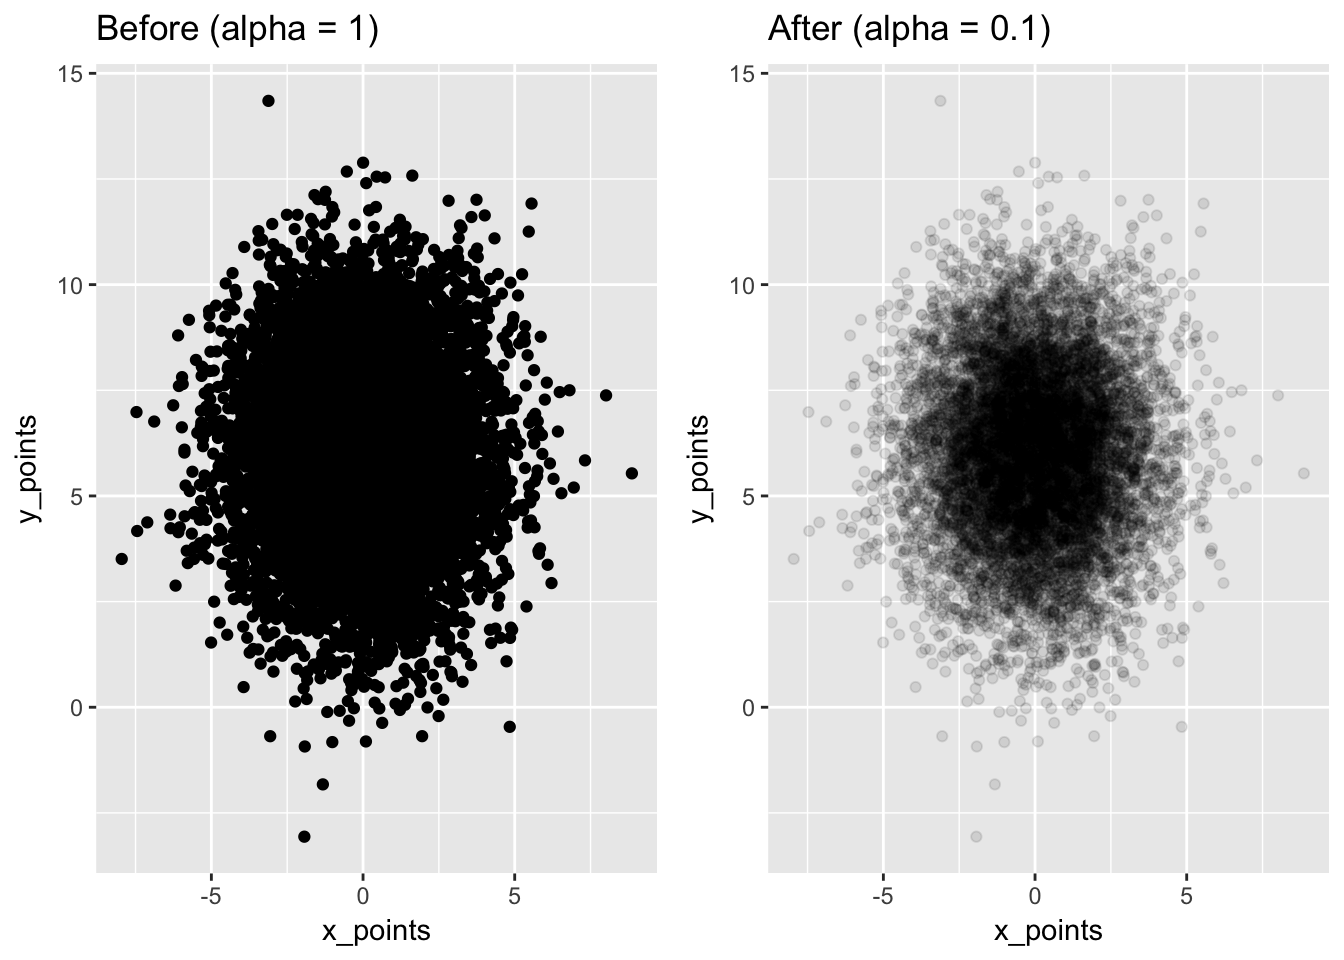 Before (alpha = 1)
15
10
5
0
y_points
-5 0 5
x_points
After (alpha = 0.1)
15
10
5
0
y_points
-5 0 5
x_points